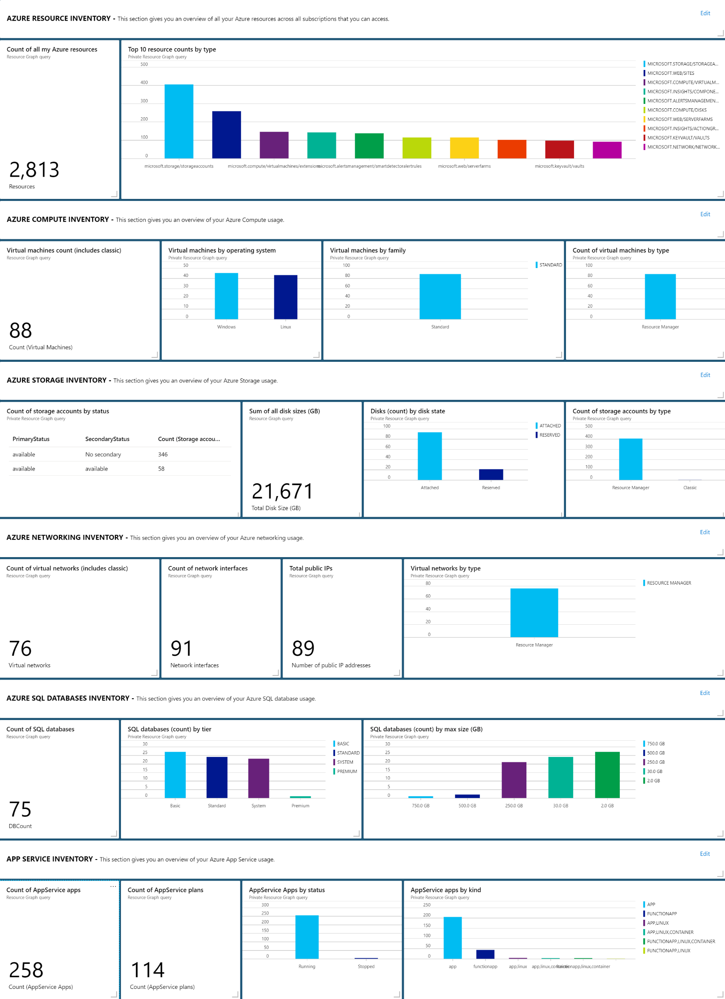 AZURE RESOURCE INVENTORY - This section gives you an overview of all your Azure resources across all subscriptions that you can access.
Edit
Count of all my Azure resources
Resource Graph query
2,813
Resources
Top 10 resource counts by type
Private Resource Graph query
500
400
300
200
100
0
microsoft.storage/storageaccounts
microsoft.compute/virtualmachines/extensions
microsoft.alertsmanagement/smartdetectoralertrules
microsoft.web/serverfarms
microsoft.keyvault/vaults
MICROSOFT.STORAGE/STORAGEA...
MICROSOFT.WEB/SITES
MICROSOFT.COMPUTE/VIRTUALM...
MICROSOFT.INSIGHTS/COMPONE...
MICROSOFT.ALERTSMANAGEMEN...
MICROSOFT.COMPUTE/DISKS
MICROSOFT.WEB/SERVERFARMS
MICROSOFT.INSIGHTS/ACTIONGR...
MICROSOFT.KEYVAULT/VAULTS
MICROSOFT.NETWORK/NETWORK...
AZURE COMPUTE INVENTORY - This section gives you an overview of your Azure Compute usage.
Edit
Virtual machines count (includes classic)
Resource Graph query
88
Count (Virtual Machines)
Virtual machines by operating system
Private Resource Graph query
50
40
30
20
10
0
Windows
Linux
Virtual machines by family
Private Resource Graph query
100
80
60
40
20
0
Standard
STANDARD
Count of virtual machines by type
Private Resource Graph query
100
80
60
40
20
0
Resource Manager
AZURE STORAGE INVENTORY - This section gives you an overview of your Azure Storage usage.
Edit
Count of storage accounts by status
Private Resource Graph query
PrimaryStatus SecondaryStatus Count (Storage accou...
available No secondary 346
available available 58
Sum of all disk sizes (GB)
Resource Graph query
21,671
Total Disk Size (GB)
Disks (count) by disk state
Private Resource Graph query
100
80
60
40
20
0
Attached
Reserved
ATTACHED
RESERVED
Count of storage accounts by type
Private Resource Graph query
500
400
300
200
100
0
Resource Manager
Classic
AZURE NETWORKING INVENTORY - This section gives you an overview of your Azure networking usage.
Edit
Count of virtual networks (includes classic)
Resource Graph query
76
Virtual networks
Count of network interfaces
Resource Graph query
91
Network interfaces
Total public IPs
Resource Graph query
89
Number of public IP addresses
Virtual networks by type
Private Resource Graph query
80
60
40
20
0
Resource Manager
RESOURCE MANAGER
AZURE SQL DATABASES INVENTORY - This section gives you an overview of your Azure SQL database usage.
Edit
Count of SQL databases
Resource Graph query
75
DBCount
SQL databases (count) by tier
Private Resource Graph query
30
25
20
15
10
5
0
Basic
Standard
System
Premium
BASIC
STANDARD
SYSTEM
PREMIUM
SQL databases (count) by max size (GB)
Private Resource Graph query
30
25
20
15
10
5
0
750.0 GB
500.0 GB
250.0 GB
30.0 GB
2.0 GB
750.0 GB
500.0 GB
250.0 GB
30.0 GB
2.0 GB
APP SERVICE INVENTORY - This section gives you an overview of your Azure App Service usage.
Edit
...
Count of AppService apps
Resource Graph query
258
Count (AppService Apps)
Count of AppService plans
Resource Graph query
114
Count (AppService plans)
AppService Apps by status
Private Resource Graph query
300
250
200
150
100
50
0
Running
Stopped
AppService apps by kind
Private Resource Graph query
250
200
150
100
50
0
app
functionapp
app,linux
app,linux,container
functionapp,linux,container
APP
FUNCTIONAPP
APP,LINUX
APP,LINUX,CONTAINER
FUNCTIONAPP,LINUX,CONTAINER
FUNCTIONAPP,LINUX